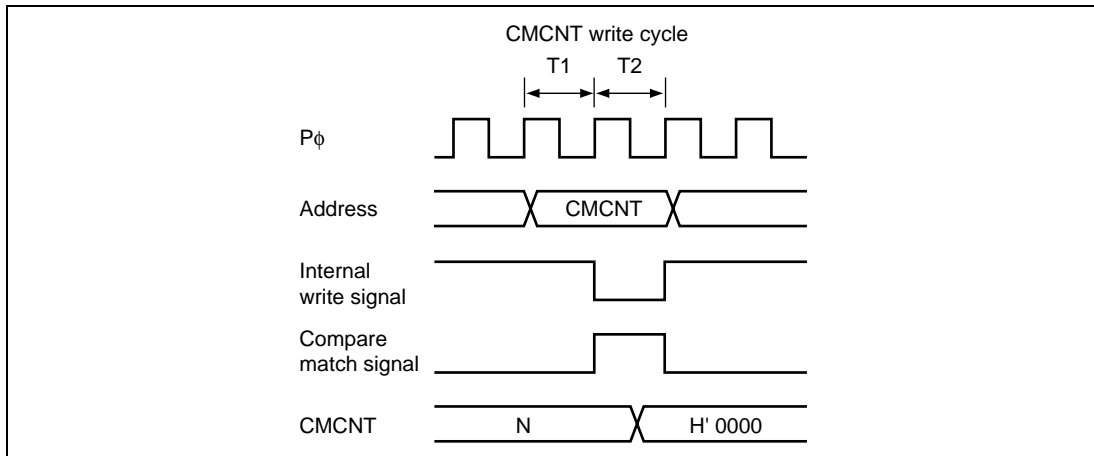 CMCNT write cycle
T1 T2
Pϕ
Address CMCNT
Internal
write signal
Compare
match signal
CMCNT N H' 0000